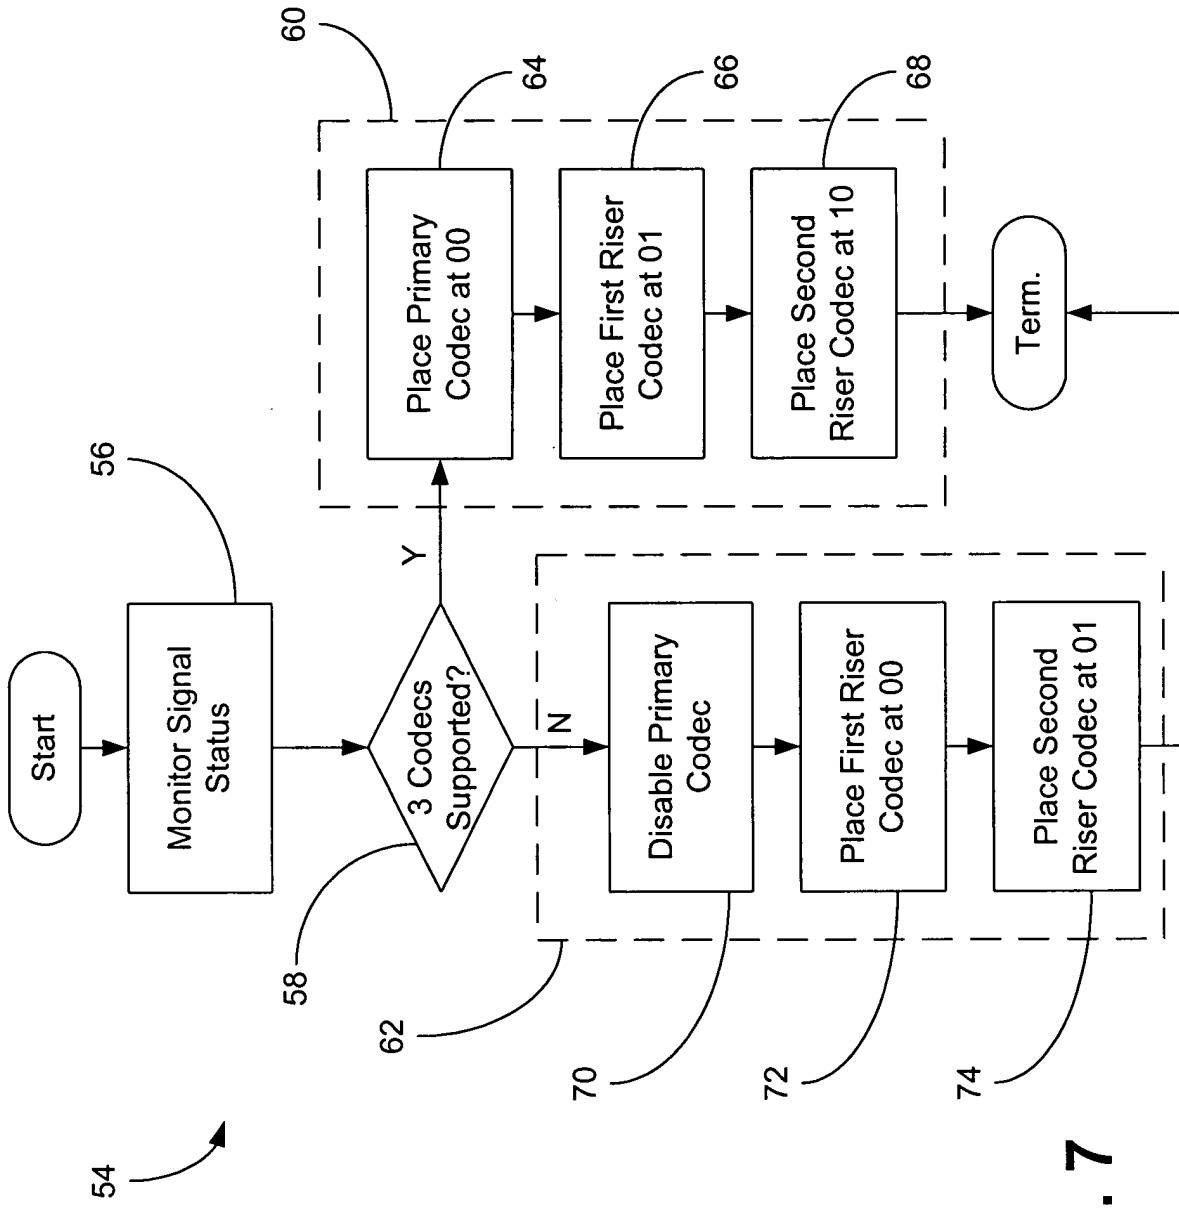 54
Start
56
Monitor Signal
Status
58
3 Codecs
Supported?
Y
N
60
64
Place Primary
Codec at 00
66
Place First Riser
Codec at 01
68
Place Second
Riser Codec at 10
62
70
Disable Primary
Codec
72
Place First Riser
Codec at 00
74
Place Second
Riser Codec at 01
Term.
. 7